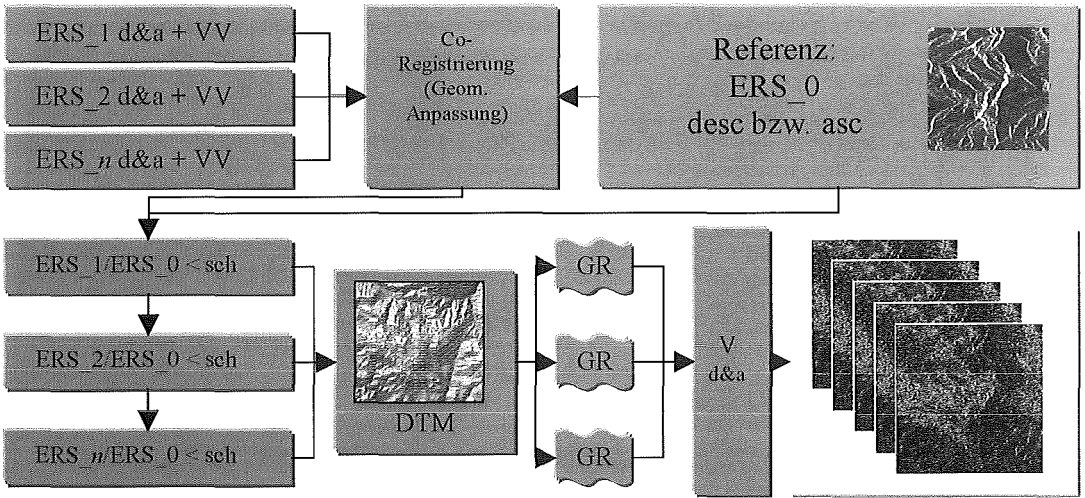 ERS_1 d&a + VV
ERS_2 d&a + VV
ERS_n d&a + VV
Co-
Registrierung
(Geom.
Anpassung)
Referenz:
ERS_0
desc bzw. asc
ERS_1/ERS_0 < sch
ERS_2/ERS_0 < sch
ERS_n/ERS_0 < sch
DTM
GR
GR
GR
V
d&a